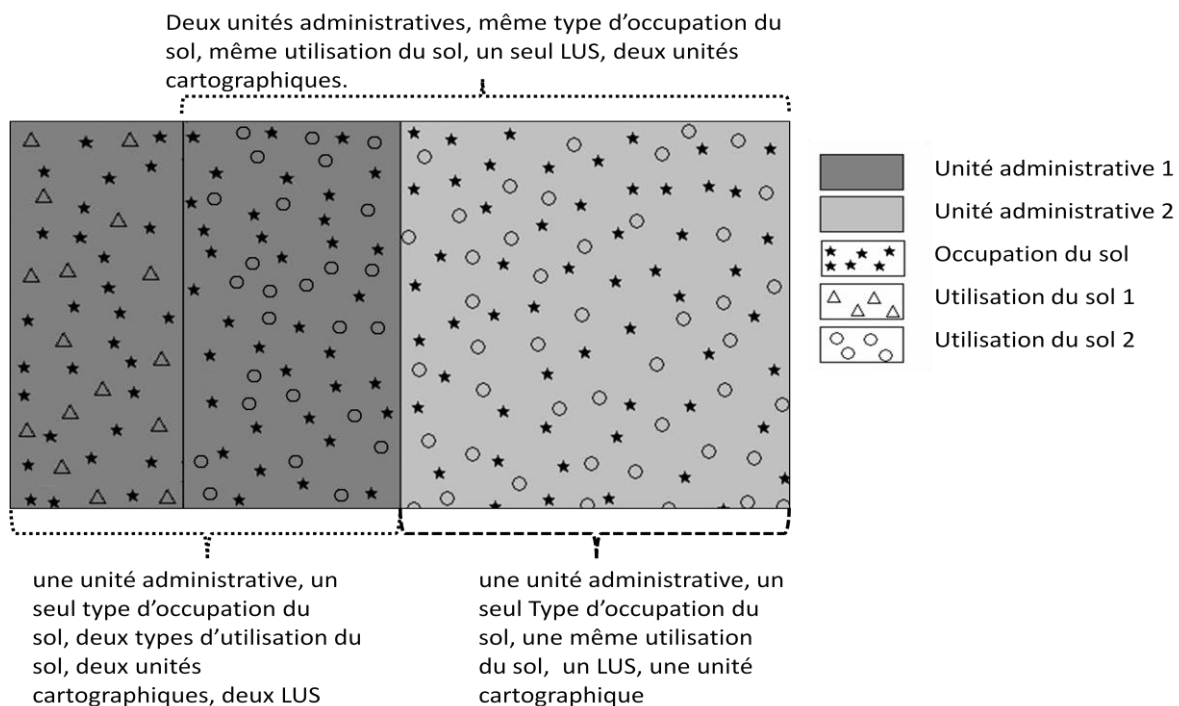 Deux unités administratives, même type d’occupation du
sol, même utilisation du sol, un seul LUS, deux unités
cartographiques.
Unité administrative 1
Unité administrative 2
Occupation du sol
Utilisation du sol 1
Utilisation du sol 2
une unité administrative, un
seul type d’occupation du
sol, deux types d’utilisation du
sol, deux unités
cartographiques, deux LUS
une unité administrative, un
seul Type d’occupation du
sol, une même utilisation
du sol, un LUS, une unité
cartographique